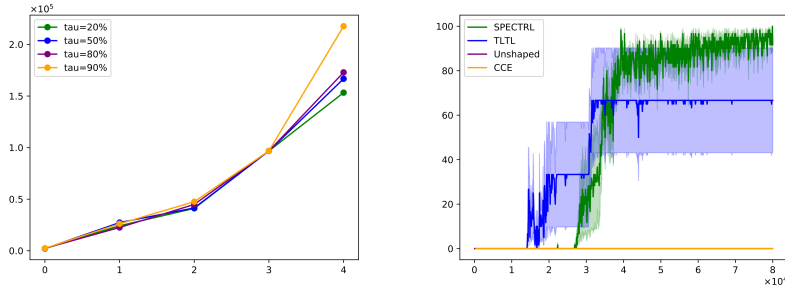 ×10⁵
tau=20%
tau=50%
tau=80%
tau=90%
2.0
1.5
1.0
0.5
0.0
0 1 2 3 4
SPECTRL
TLTL
Unshaped
CCE
100
80
60
40
20
0
0 1 2 3 4 5 6 7 8